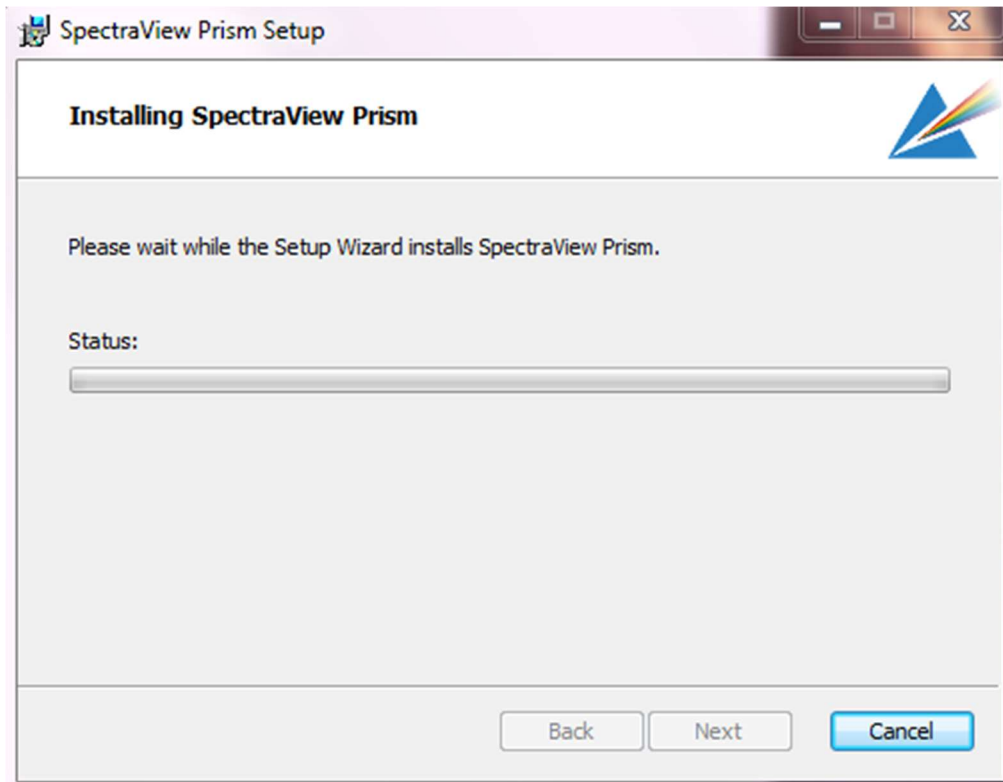 SpectraView Prism Setup
Installing SpectraView Prism
Please wait while the Setup Wizard installs SpectraView Prism.
Status:
Back Next Cancel